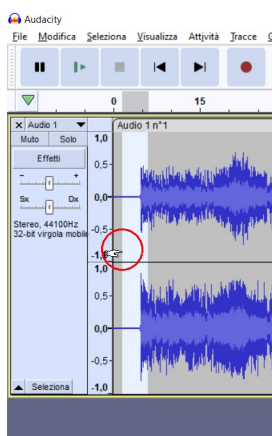 Audacity
File Modifica Seleziona Visualizza Attività Tracce
0 15
Audio 1 Audio 1 n°1
Muto Solo
Effetti
- +
Sx Dx
Stereo, 44100Hz
32-bit virgola mobile
1,0
0,5-
0,0-
-0,5-
1,0
0,5-
0,0-
-0,5-
-1,0
Seleziona